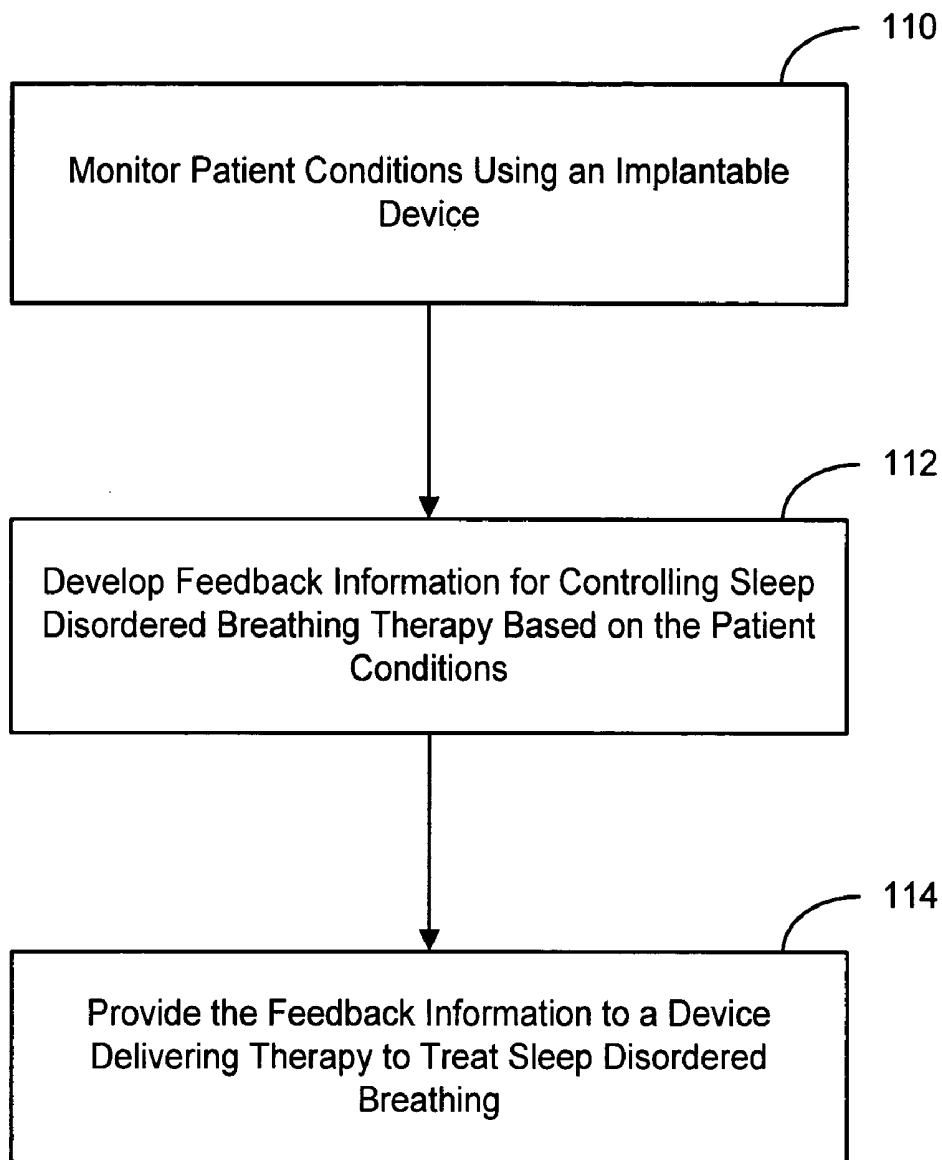 110
Monitor Patient Conditions Using an Implantable
Device
112
Develop Feedback Information for Controlling Sleep
Disordered Breathing Therapy Based on the Patient
Conditions
114
Provide the Feedback Information to a Device
Delivering Therapy to Treat Sleep Disordered
Breathing